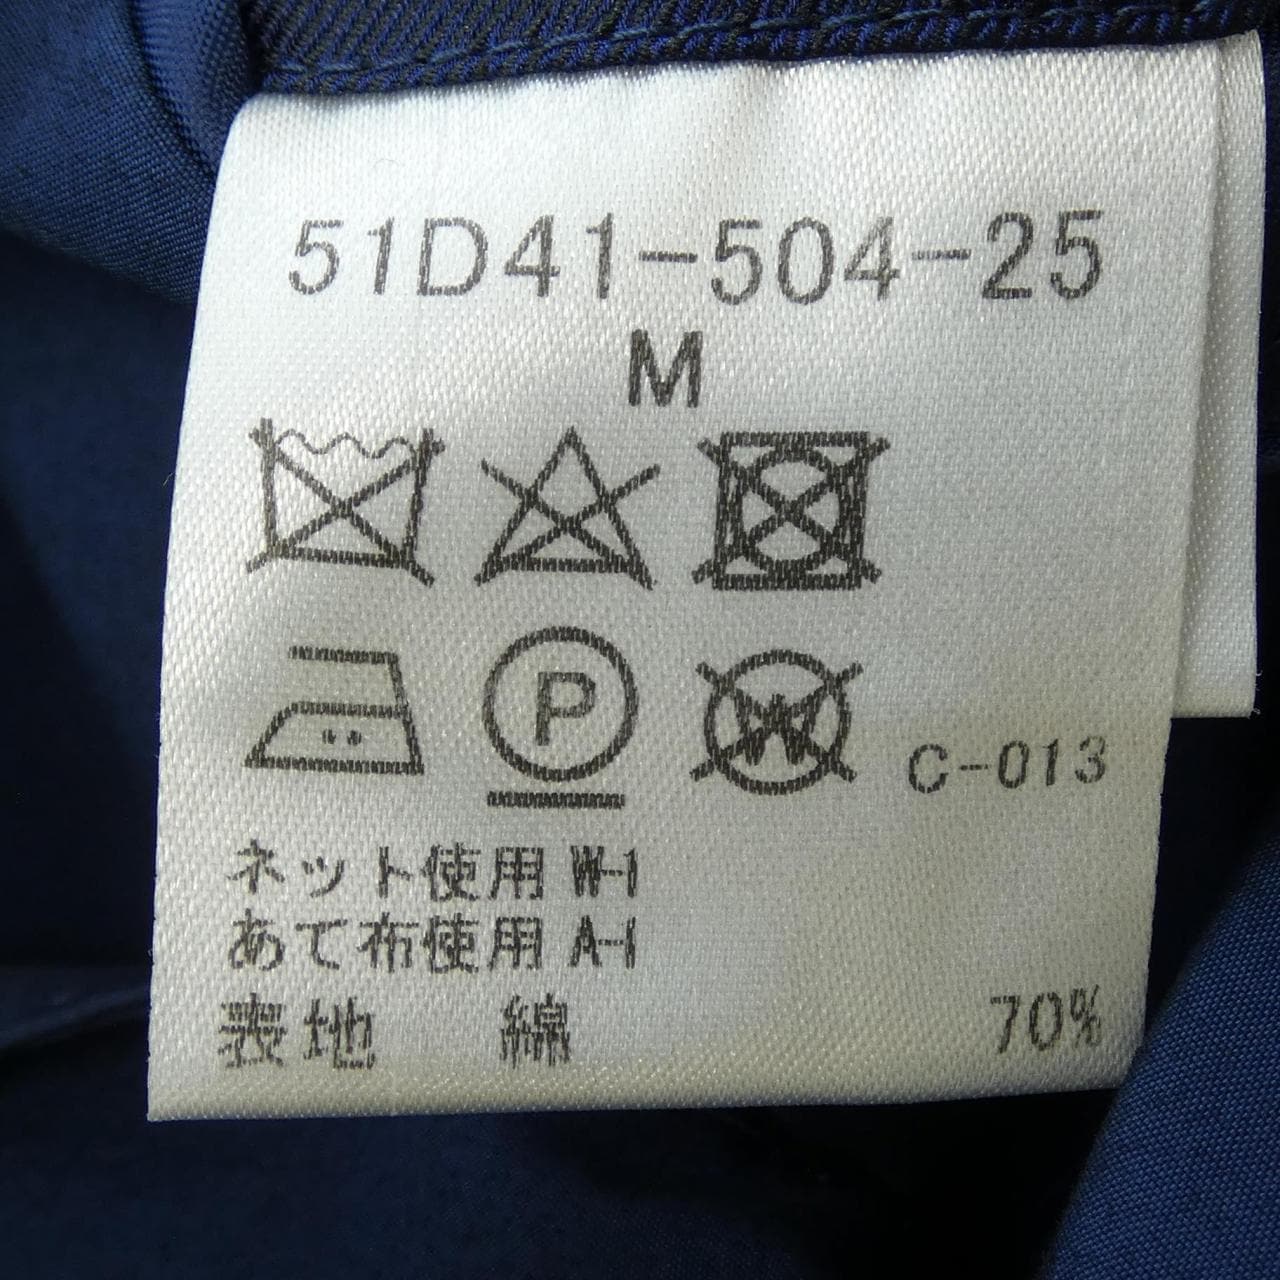 51D41-504-25
M
P
W
C-013
ネット使用 W-1
あて布使用 A-1
表地 綿 70%